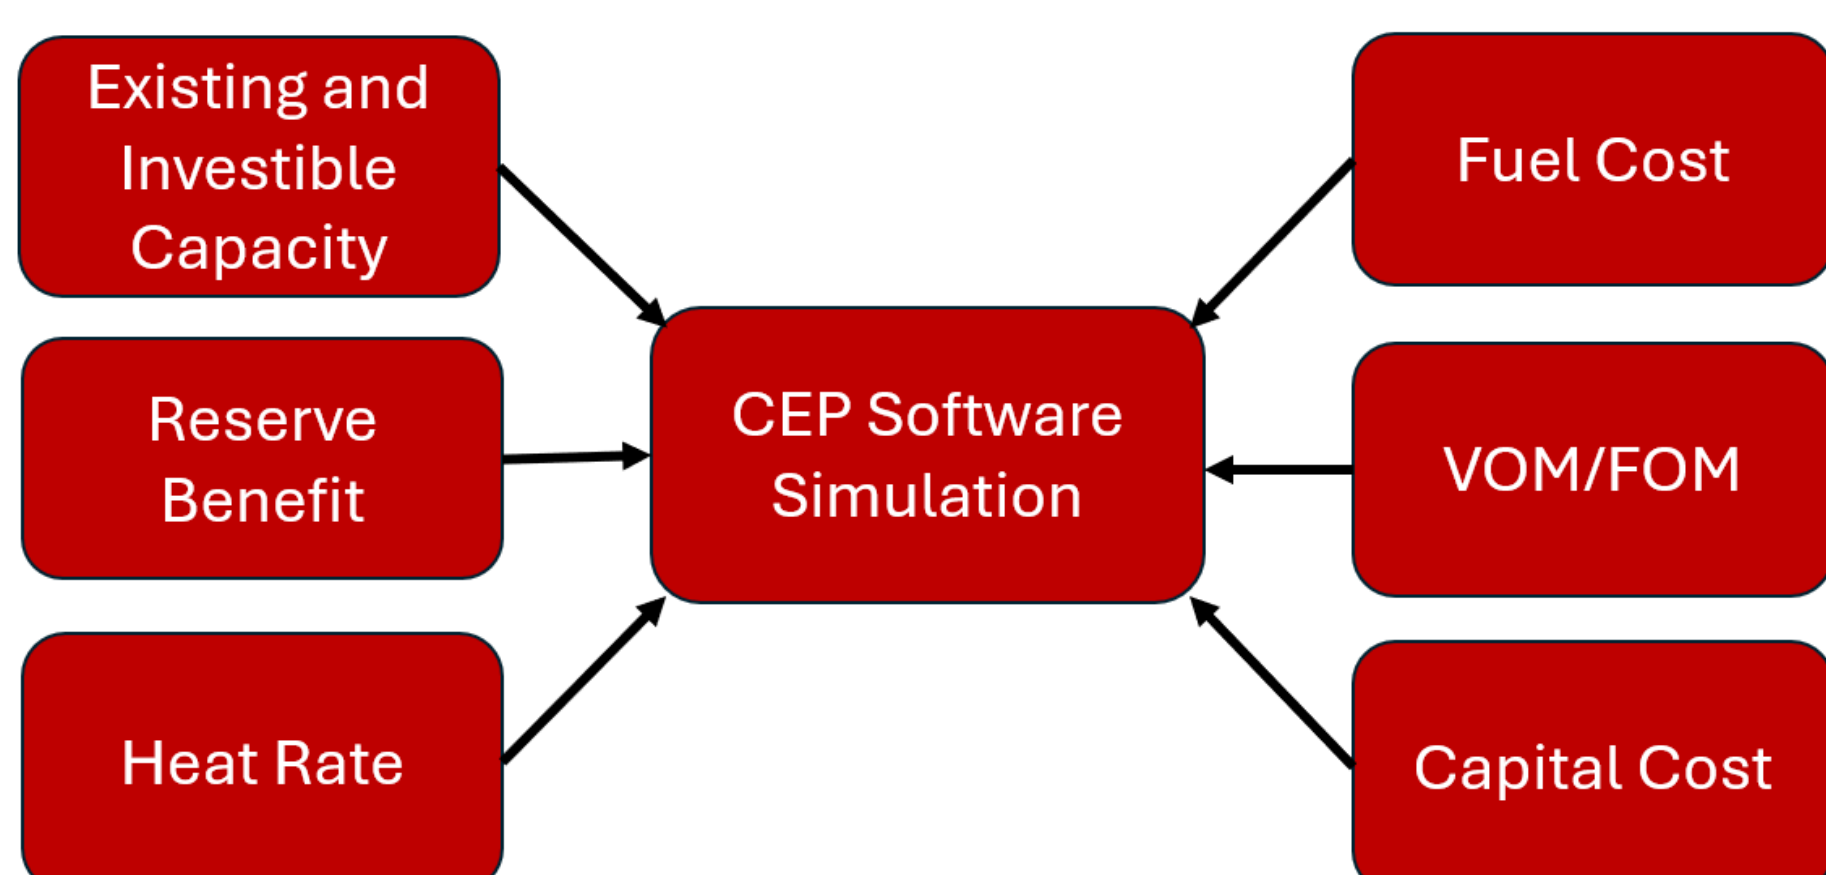 Existing and
Investible
Capacity
Reserve
Benefit
Heat Rate
CEP Software
Simulation
Fuel Cost
VOM/FOM
Capital Cost